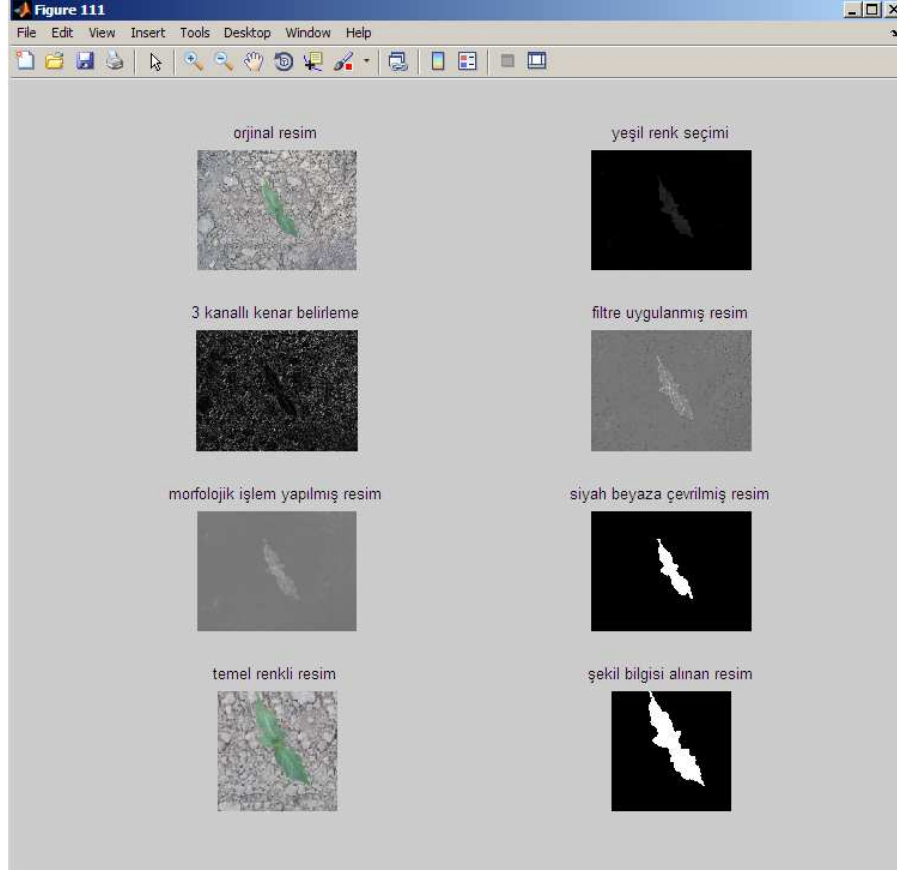 Figure 111
File Edit View Insert Tools Desktop Window Help
orjinal resim
yeşil renk seçimi
3 kanallı kenar belirleme
filtre uygulanmış resim
morfolojik işlem yapılmış resim
siyah beyaza çevrilmiş resim
temel renkli resim
şekil bilgisi alınan resim